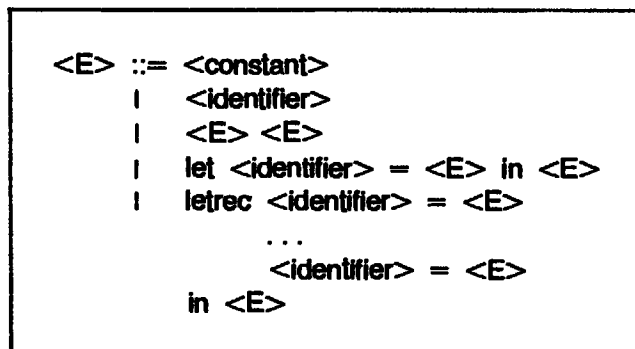 <E> ::= <constant>
| <identifier>
| <E> <E>
| let <identifier> = <E> in <E>
| letrec <identifier> = <E>
...
<identifier> = <E>
in <E>